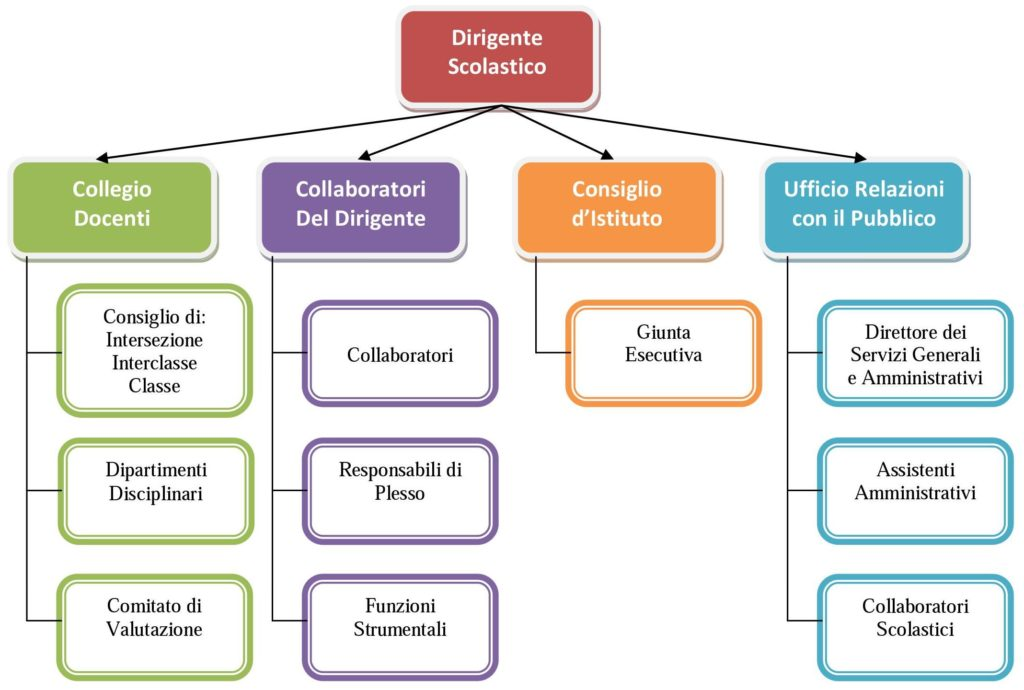 Dirigente
Scolastico
Collegio
Docenti
Collaboratori
Del Dirigente
Consiglio
d’Istituto
Ufficio Relazioni
con il Pubblico
Consiglio di:
Intersezione
Interclasse
Classe
Collaboratori
Giunta
Esecutiva
Direttore dei
Servizi Generali
e Amministrativi
Dipartimenti
Disciplinari
Responsabili di
Plesso
Assistenti
Amministrativi
Comitato di
Valutazione
Funzioni
Strumentali
Collaboratori
Scolastici